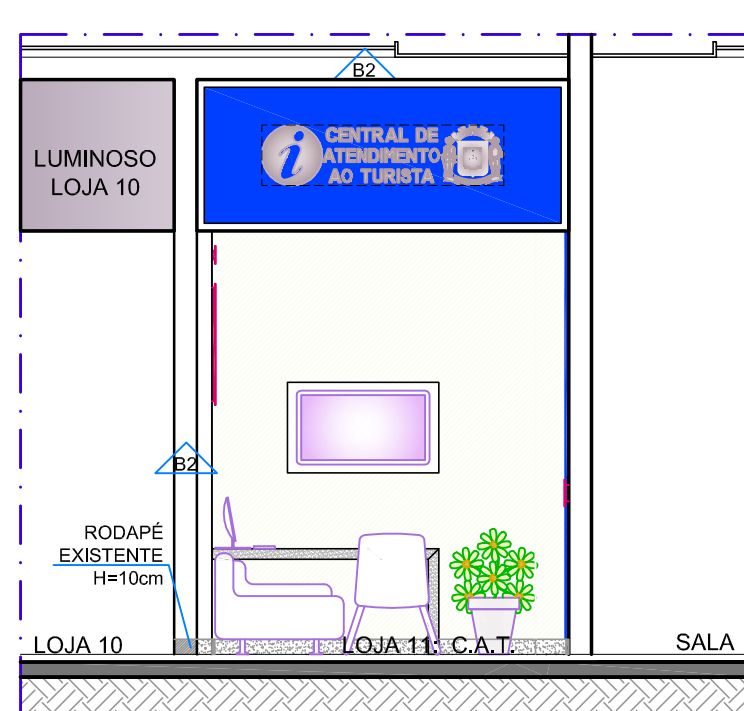 B2
LUMINOSO
LOJA 10
i
CENTRAL DE
ATENDIMENTO
AO TURISTA
B2
RODAPÉ
EXISTENTE
H=10cm
LOJA 10
LOJA 11: C.A.T.
SALA